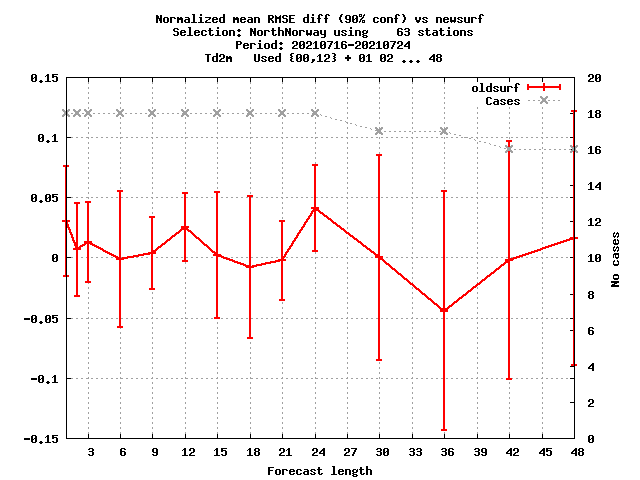 Normalized mean RMSE diff (90% conf) vs newsurf
Selection: NorthNorway using    63 stations
Period: 20210716-20210724
Td2m   Used {00,12} + 01 02 ... 48
oldsurf
Cases
0.15
0.1
0.05
0
-0.05
-0.1
-0.15
20
18
16
14
12
10
8
6
4
2
0
No cases
3 6 9 12 15 18 21 24 27 30 33 36 39 42 45 48
Forecast length